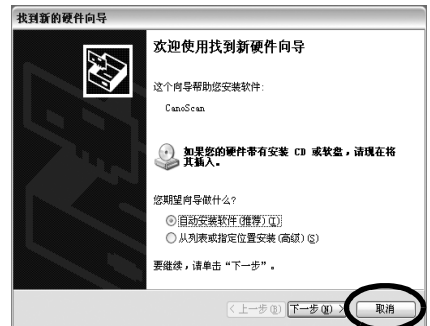 找到新的硬件向导
欢迎使用找到新硬件向导
这个向导帮助您安装软件:
CanoScan
如果您的硬件带有安装 CD 或软盘，请现在将
其插入。
您期望向导做什么?
自动安装软件(推荐)(I)
从列表或指定位置安装(高级)(S)
要继续，请单击“下一步”。
<上一步(B) 下一步(N) > 取消